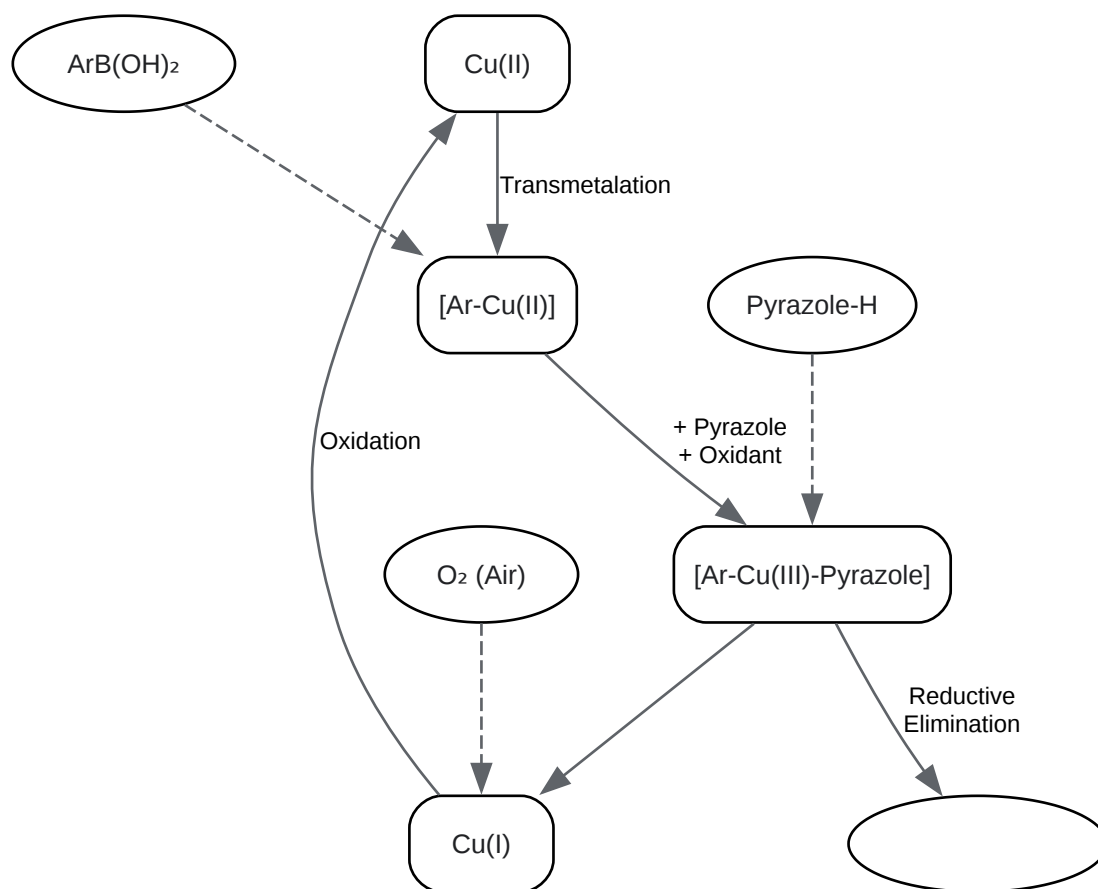 ArB(OH)₂
Cu(II)
Transmetalation
[Ar-Cu(II)]
Pyrazole-H
+ Pyrazole
+ Oxidant
Oxidation
O₂ (Air)
[Ar-Cu(III)-Pyrazole]
Reductive
Elimination
Cu(I)